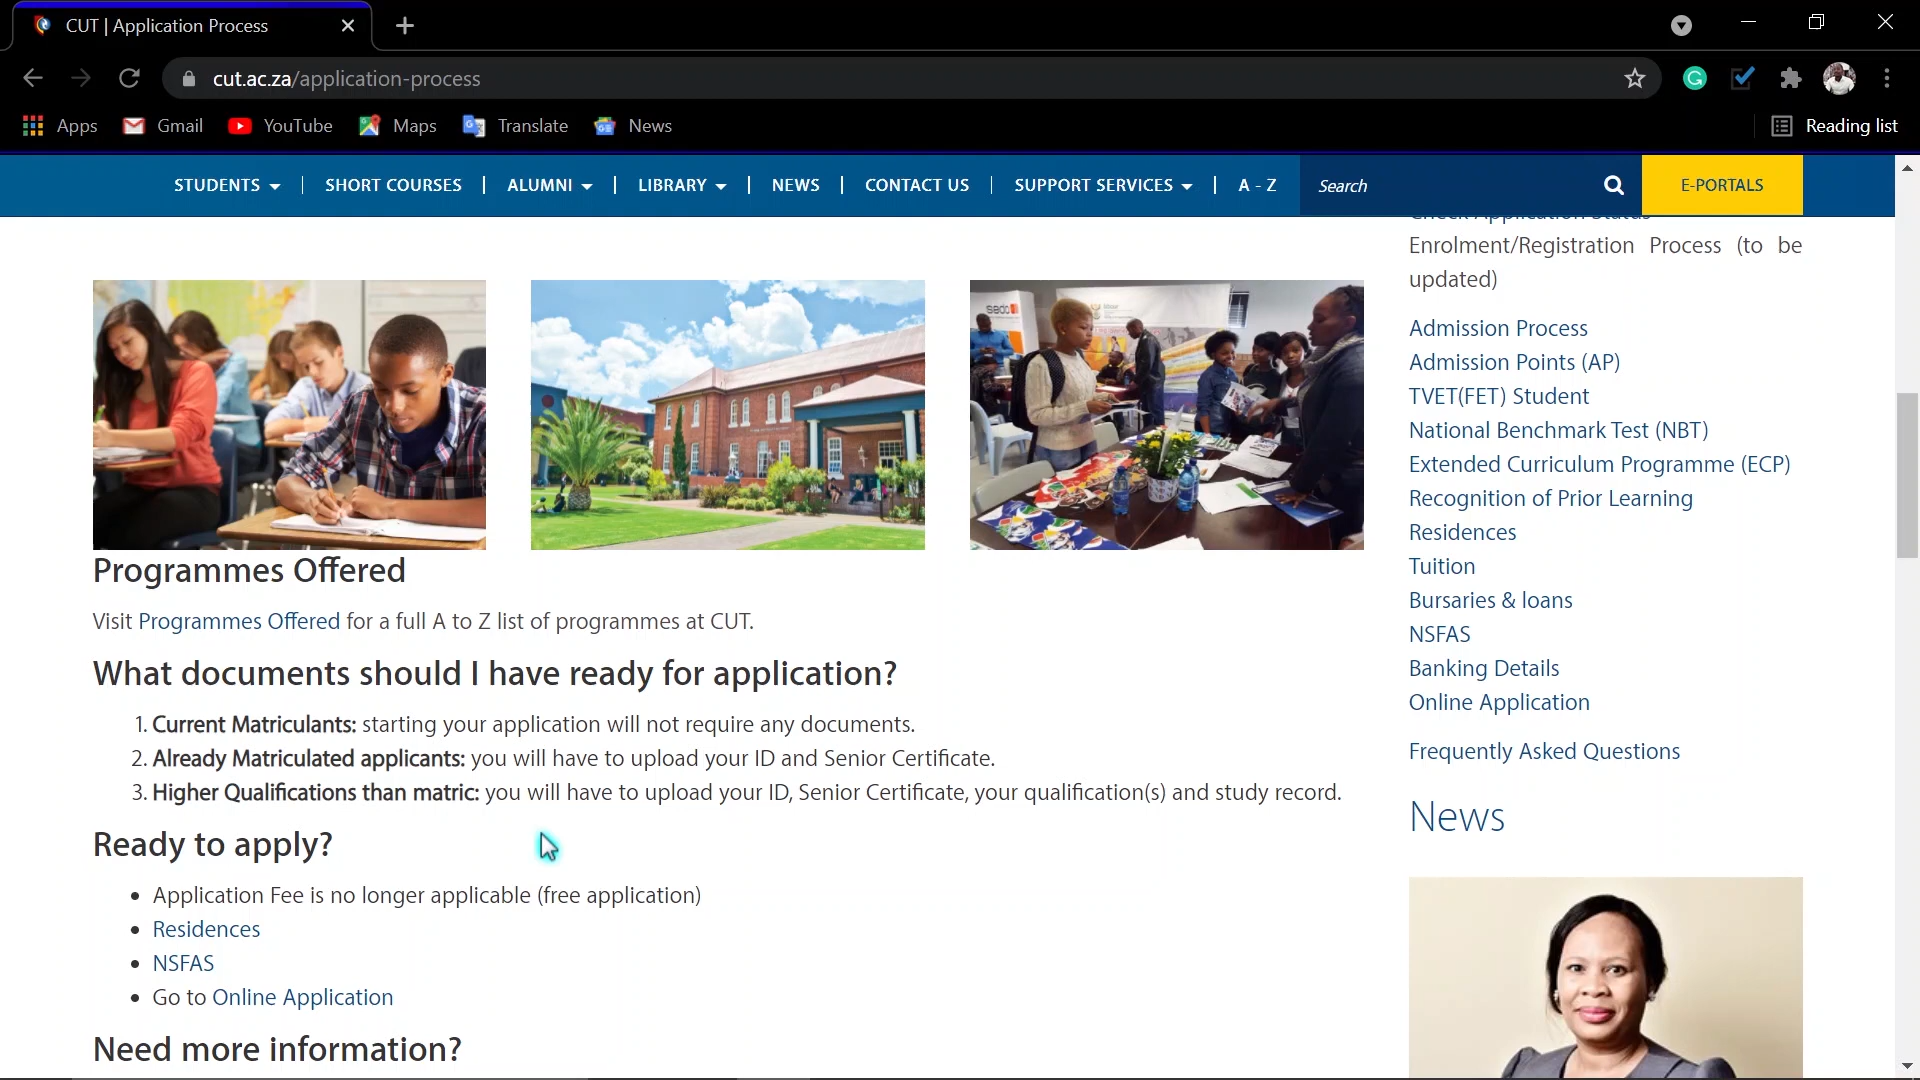 CUT | Application Process
cut.ac.za/application-process
Apps
Gmail
YouTube
Maps
Translate
News
Reading list
STUDENTS
SHORT COURSES
ALUMNI
LIBRARY
NEWS
CONTACT US
SUPPORT SERVICES
A - Z
Search
E-PORTALS
Check Application Status
Enrolment/Registration Process (to be
updated)
Admission Process
Admission Points (AP)
TVET(FET) Student
National Benchmark Test (NBT)
Extended Curriculum Programme (ECP)
Recognition of Prior Learning
Residences
Tuition
Bursaries & loans
NSFAS
Banking Details
Online Application
Frequently Asked Questions
News
Programmes Offered
Visit Programmes Offered for a full A to Z list of programmes at CUT.
What documents should I have ready for application?
1. Current Matriculants: starting your application will not require any documents.
2. Already Matriculated applicants: you will have to upload your ID and Senior Certificate.
3. Higher Qualifications than matric: you will have to upload your ID, Senior Certificate, your qualification(s) and study record.
Ready to apply?
• Application Fee is no longer applicable (free application)
• Residences
• NSFAS
• Go to Online Application
Need more information?